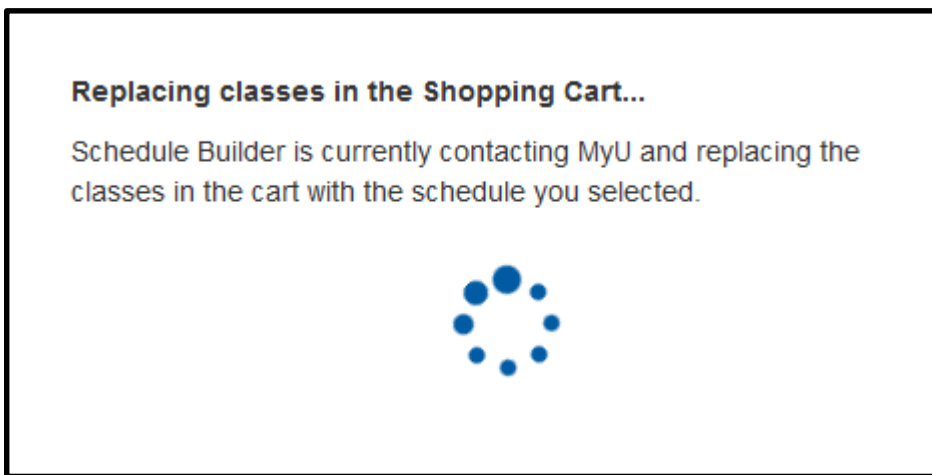 Replacing classes in the Shopping Cart...
Schedule Builder is currently contacting MyU and replacing the
classes in the cart with the schedule you selected.